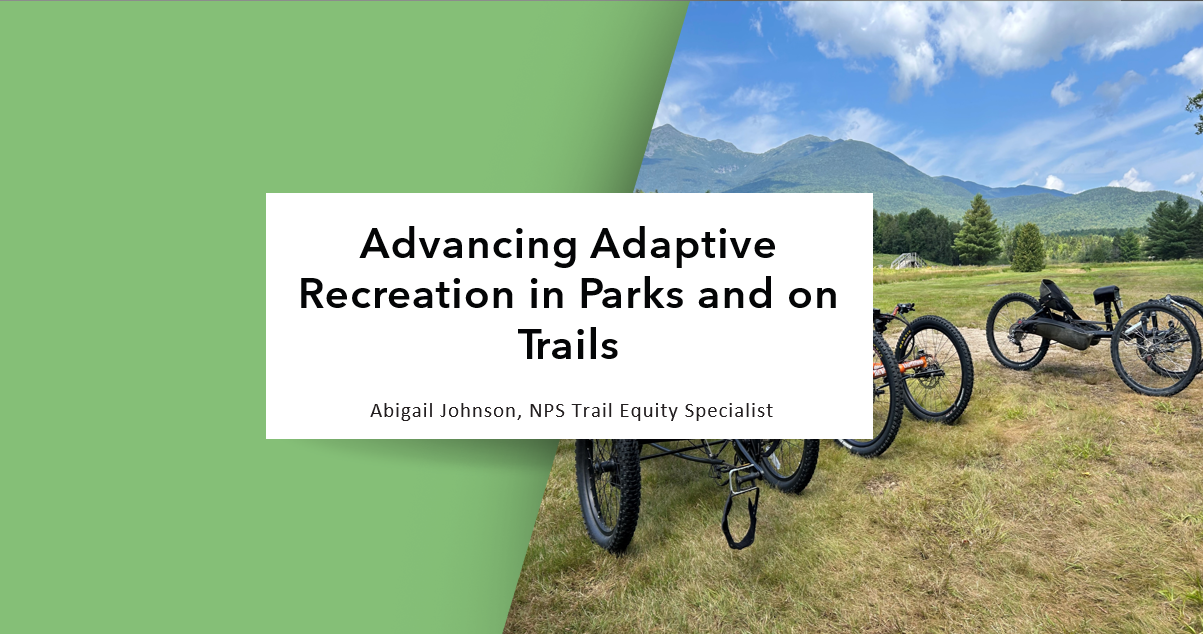 Advancing Adaptive
Recreation in Parks and on
Trails
Abigail Johnson, NPS Trail Equity Specialist